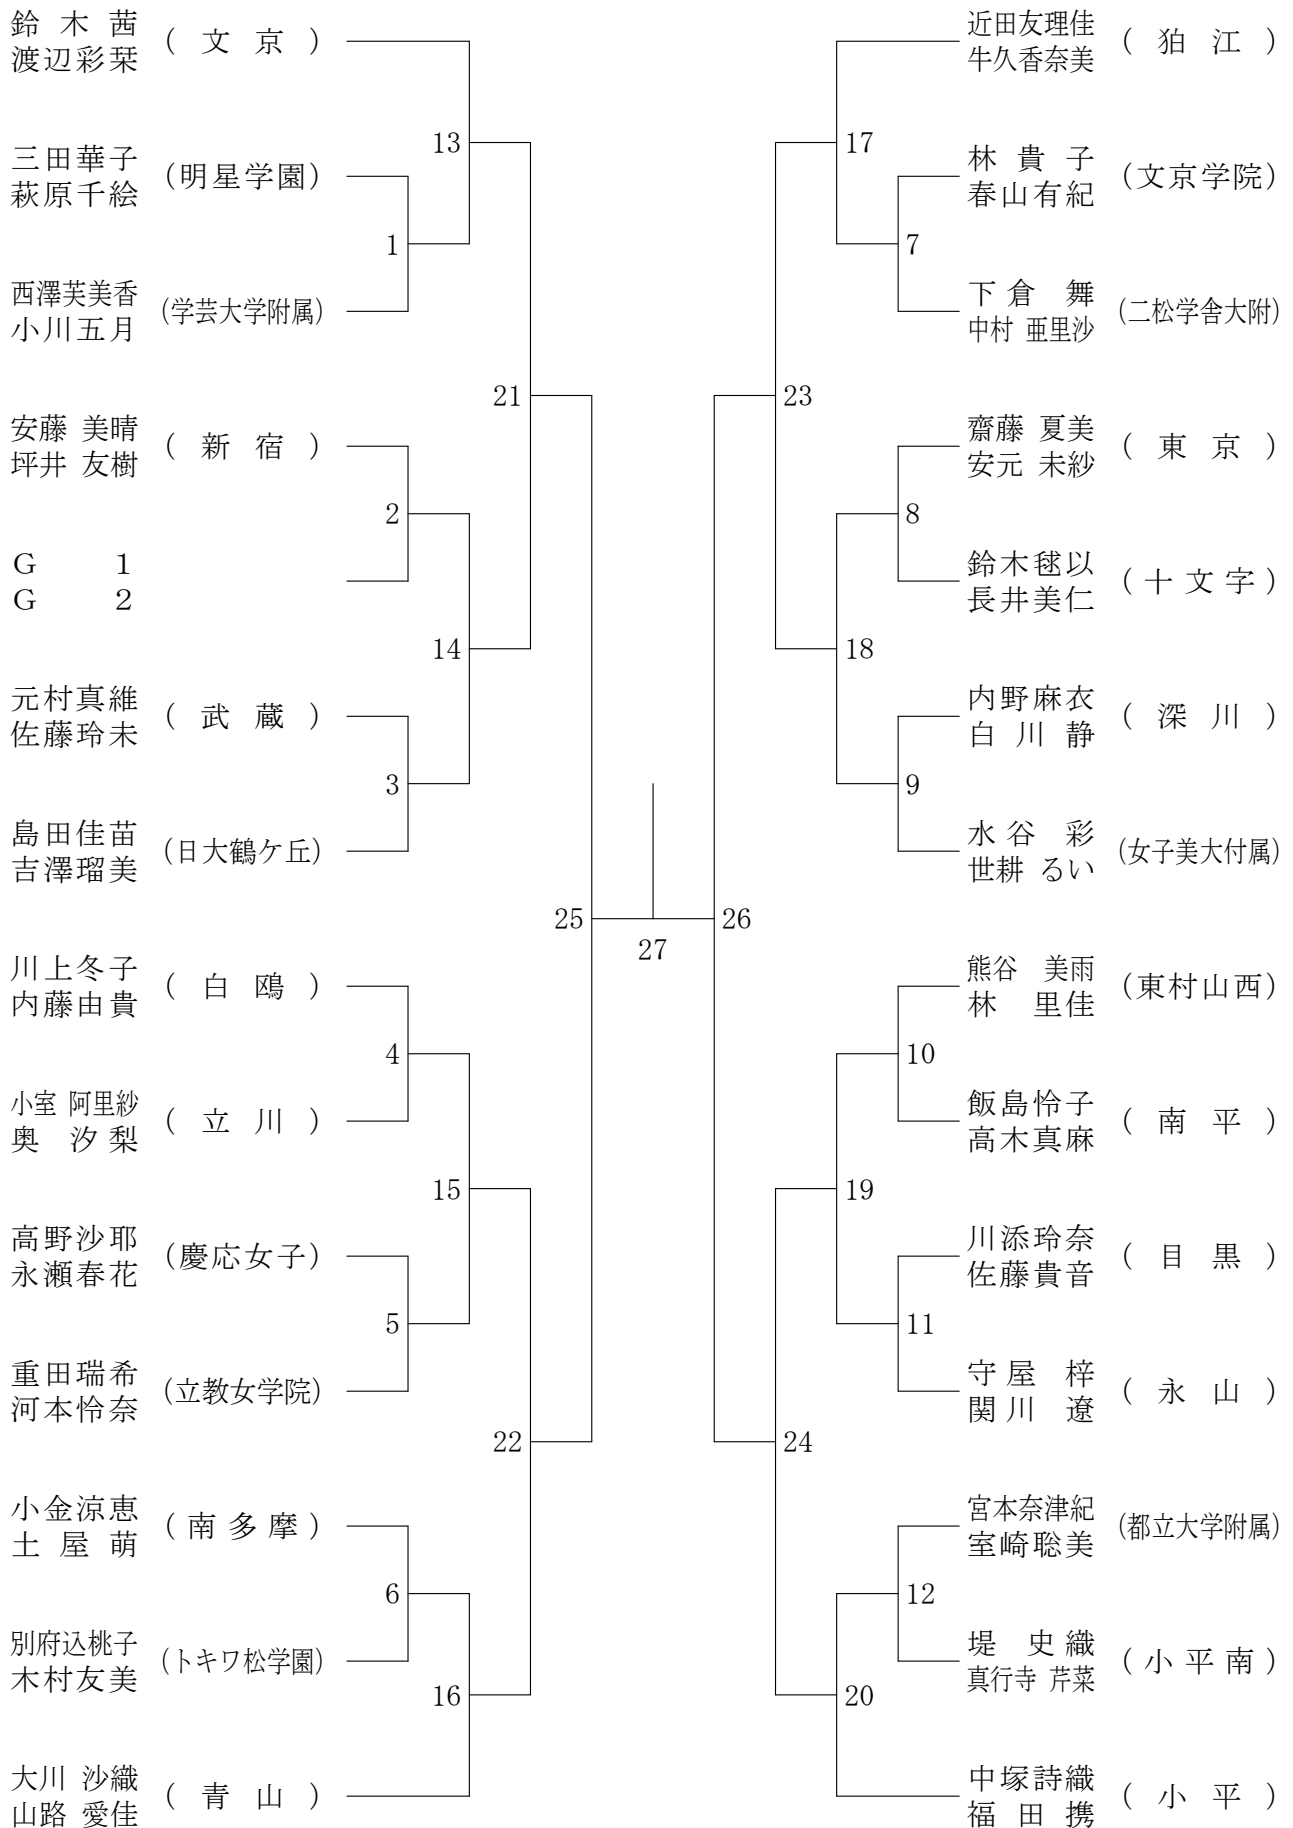 鈴木茜
渡辺彩栞
(文京)
三田華子
萩原千絵
(明星学園)
西澤芙美香
小川五月
(学芸大学附属)
安藤 美晴
坪井 友樹
(新宿)
G 1
G 2
元村真維
佐藤玲未
(武蔵)
島田佳苗
吉澤瑠美
(日大鶴ケ丘)
川上冬子
内藤由貴
(白鴎)
小室 阿里紗
奥汐梨
(立川)
高野沙耶
永瀬春花
(慶応女子)
重田瑞希
河本怜奈
(立教女学院)
小金涼恵
土屋萌
(南多摩)
別府込桃子
木村友美
(トキワ松学園)
大川 沙織
山路 愛佳
(青山)
13
1
21
2
14
3
25
4
15
5
22
6
16
27
17
7
23
8
18
9
26
10
19
11
24
12
20
近田友理佳
牛久香奈美
(狛江)
林貴子
春山有紀
(文京学院)
下倉 舞
中村 亜里沙
(二松学舎大附)
齋藤 夏美
安元 未紗
(東京)
鈴木毬以
長井美仁
(十文字)
内野麻衣
白川静
(深川)
水谷 彩
世耕 るい
(女子美大付属)
熊谷 美雨
林 里佳
(東村山西)
飯島怜子
高木真麻
(南平)
川添玲奈
佐藤貴音
(目黒)
守屋 梓
関川 遼
(永山)
宮本奈津紀
室崎聡美
(都立大学附属)
堤 史織
真行寺 芹菜
(小平南)
中塚詩織
福田携
(小平)